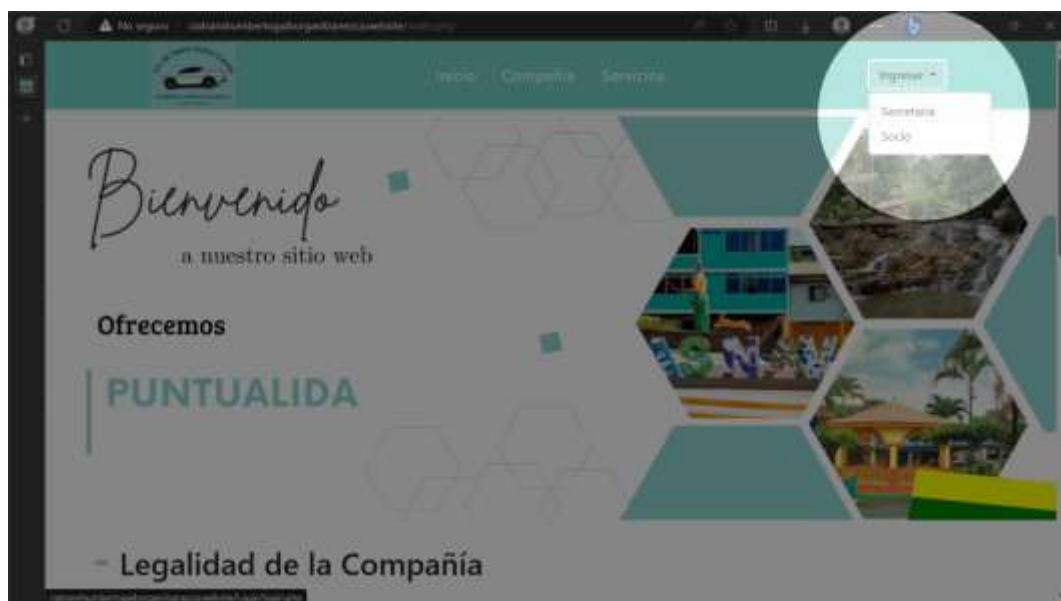 No seguro
Inicio Compañía Servicios
Ingresar
Secretaria
Socio
Bienvenido
a nuestro sitio web
Ofrecemos
PUNTUALIDA
- Legalidad de la Compañía